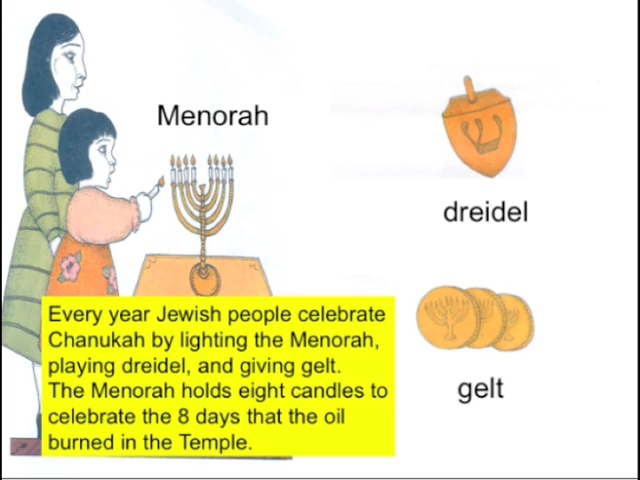 Menorah
dreidel
ש
Every year Jewish people celebrate
Chanukah by lighting the Menorah,
playing dreidel, and giving gelt.
The Menorah holds eight candles to
celebrate the 8 days that the oil
burned in the Temple.
gelt